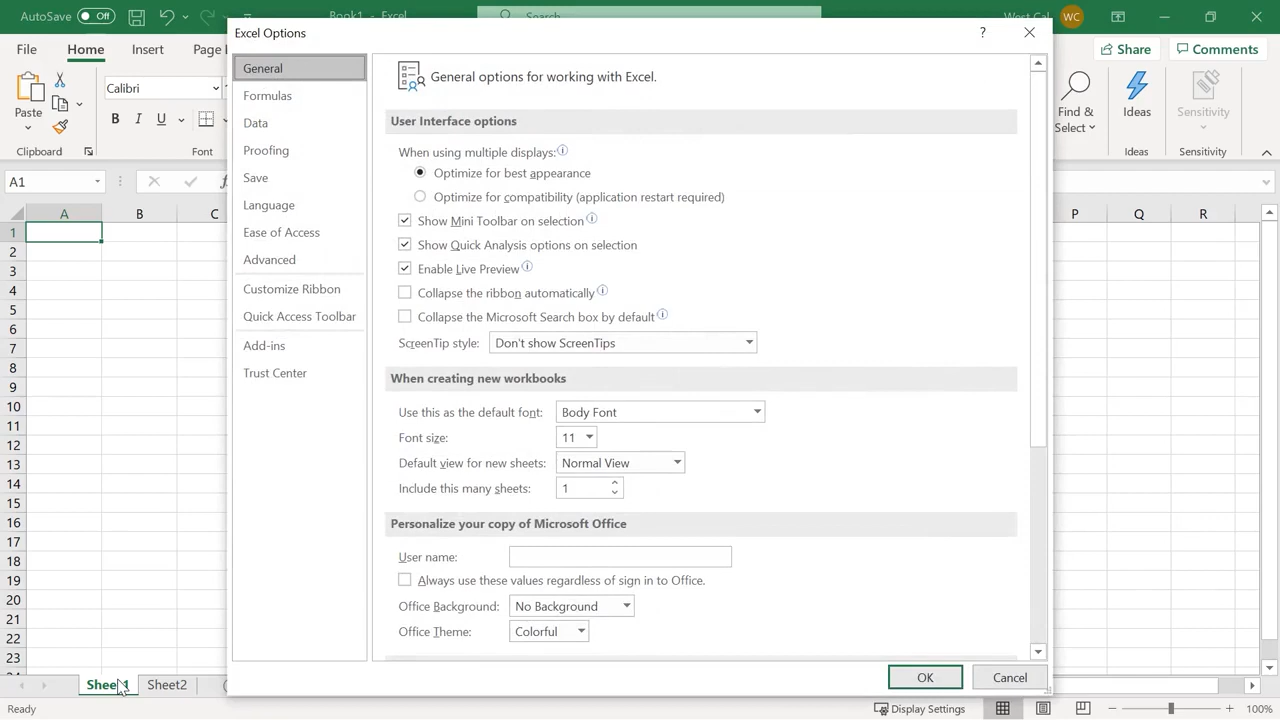 AutoSave Off
Book1 - Excel
Search
West Cal
WC
Excel Options
?
File
Home
Insert
Share
Comments
Paste
Calibri
B I U
Find &
Select
Ideas
Sensitivity
Clipboard
Font
Ideas
Sensitivity
A1
A B C P Q R
1
2
3
4
5
6
7
8
9
10
11
12
13
14
15
16
17
18
19
20
21
22
23
General
Formulas
Data
Proofing
Save
Language
Ease of Access
Advanced
Customize Ribbon
Quick Access Toolbar
Add-ins
Trust Center
General options for working with Excel.
User Interface options
When using multiple displays:
Optimize for best appearance
Optimize for compatibility (application restart required)
Show Mini Toolbar on selection
Show Quick Analysis options on selection
Enable Live Preview
Collapse the ribbon automatically
Collapse the Microsoft Search box by default
ScreenTip style: Don't show ScreenTips
When creating new workbooks
Use this as the default font: Body Font
Font size: 11
Default view for new sheets: Normal View
Include this many sheets: 1
Personalize your copy of Microsoft Office
User name:
Always use these values regardless of sign in to Office.
Office Background: No Background
Office Theme: Colorful
OK
Cancel
Sheet1
Sheet2
Ready
Display Settings
100%